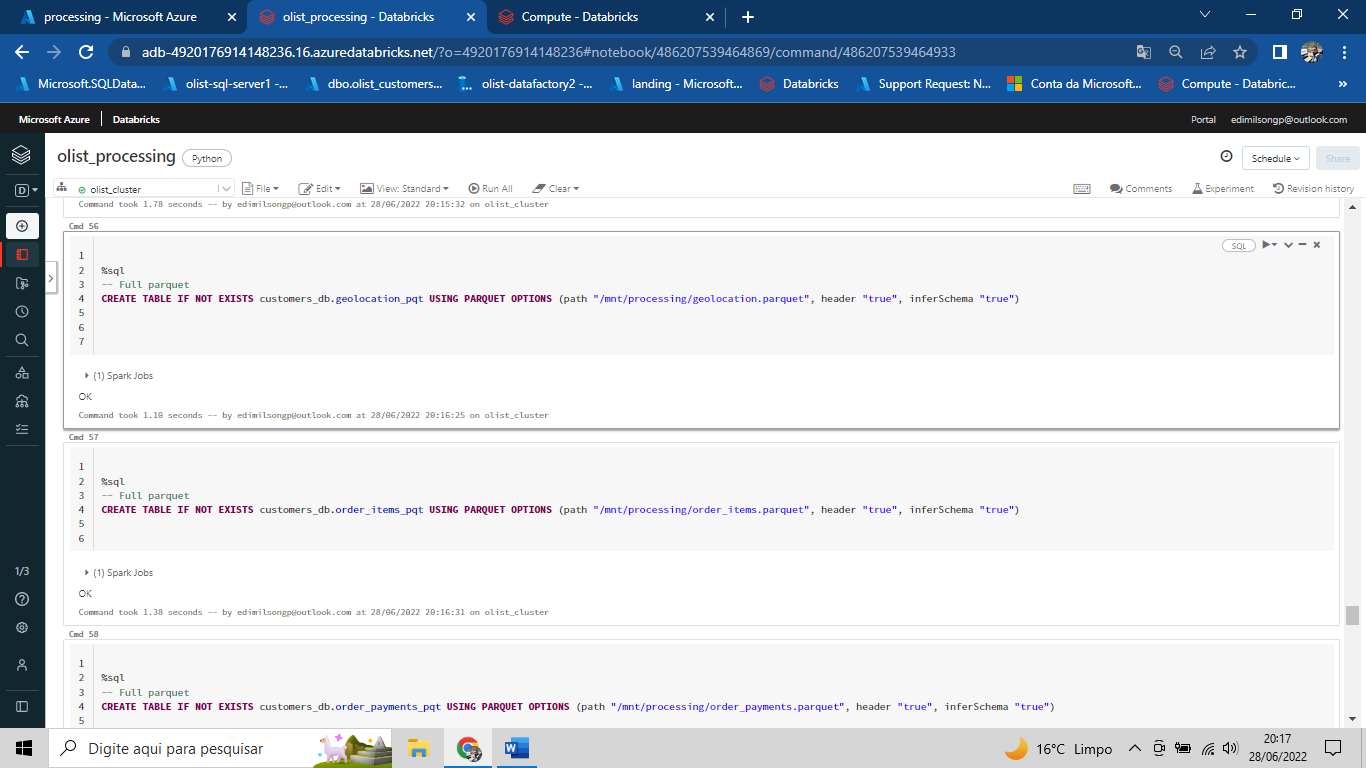 processing - Microsoft Azure
olist_processing - Databricks
Compute - Databricks
adb-4920176914148236.16.azuredatabricks.net/?o=4920176914148236#notebook/486207539464869/command/486207539464933
Microsoft.SQLData...
olist-sql-server1 -...
dbo.olist_customers...
olist-datafactory2 -...
landing - Microsoft...
Databricks
Support Request: N...
Conta da Microsoft...
Compute - Databric...
»
Microsoft Azure
Databricks
Portal
edimilsongp@outlook.com
olist_processing
Python
Schedule
Share
D
olist_cluster
File
Edit
View: Standard
Run All
Clear
Comments
Experiment
Revision history
Command took 1.78 seconds -- by edimilsongp@outlook.com at 28/06/2022 20:15:32 on olist_cluster
Cmd 56
SQL
1
2 %sql
3 -- Full parquet
4 CREATE TABLE IF NOT EXISTS customers_db.geolocation_pqt USING PARQUET OPTIONS (path "/mnt/processing/geolocation.parquet", header "true", inferSchema "true")
5
6
7
(1) Spark Jobs
OK
Command took 1.10 seconds -- by edimilsongp@outlook.com at 28/06/2022 20:16:25 on olist_cluster
Cmd 57
1
2 %sql
3 -- Full parquet
4 CREATE TABLE IF NOT EXISTS customers_db.order_items_pqt USING PARQUET OPTIONS (path "/mnt/processing/order_items.parquet", header "true", inferSchema "true")
5
6
(1) Spark Jobs
OK
Command took 1.38 seconds -- by edimilsongp@outlook.com at 28/06/2022 20:16:31 on olist_cluster
Cmd 58
1
2 %sql
3 -- Full parquet
4 CREATE TABLE IF NOT EXISTS customers_db.order_payments_pqt USING PARQUET OPTIONS (path "/mnt/processing/order_payments.parquet", header "true", inferSchema "true")
5
1/3
Digite aqui para pesquisar
16°C Limpo
20:17
28/06/2022